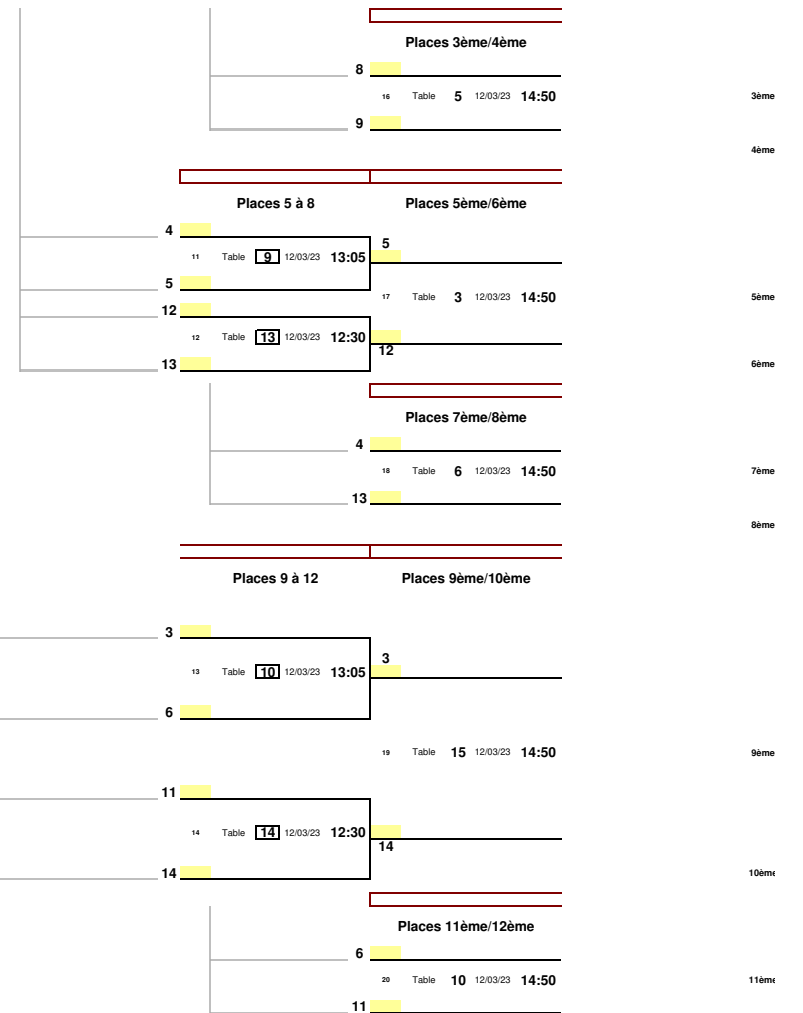 Places 3ème/4ème
8
16 Table 5 12/03/23 14:50 3ème
9
4ème
Places 5 à 8 Places 5ème/6ème
4
5
11 Table 9 12/03/23 13:05
5
17 Table 3 12/03/23 14:50 5ème
12
12 Table 13 12/03/23 12:30
12
13 6ème
Places 7ème/8ème
4
18 Table 6 12/03/23 14:50 7ème
13
8ème
Places 9 à 12 Places 9ème/10ème
3
3
13 Table 10 12/03/23 13:05
6
19 Table 15 12/03/23 14:50 9ème
11
14 Table 14 12/03/23 12:30
14
14 10ème
Places 11ème/12ème
6
20 Table 10 12/03/23 14:50 11ème
11